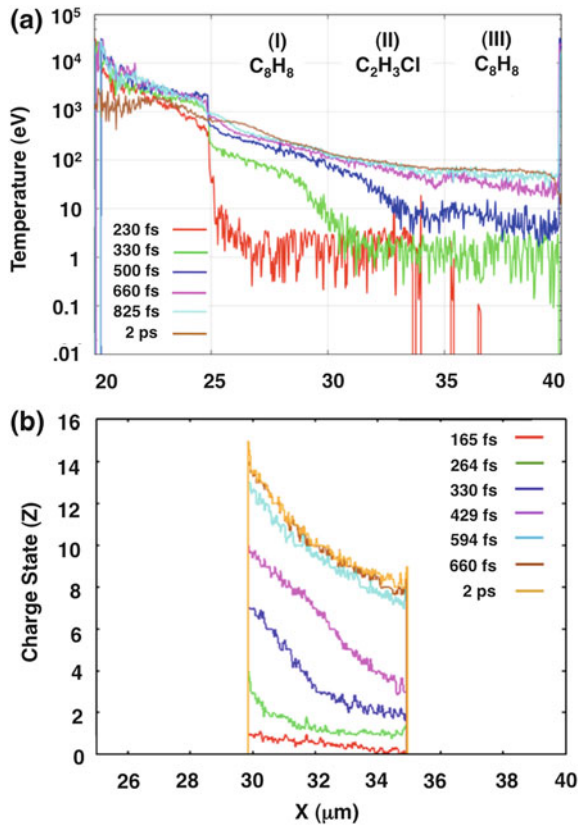 (a)
10⁵
10⁴
10³
10²
10
1
0.1
.01
Temperature (eV)
(I)
C₈H₈
(II)
C₂H₃Cl
(III)
C₈H₈
230 fs
330 fs
500 fs
660 fs
825 fs
2 ps
20 25 30 35 40
(b)
16
14
12
10
8
6
4
2
0
Charge State (Z)
165 fs
264 fs
330 fs
429 fs
594 fs
660 fs
2 ps
26 28 30 32 34 36 38 40
X (μm)